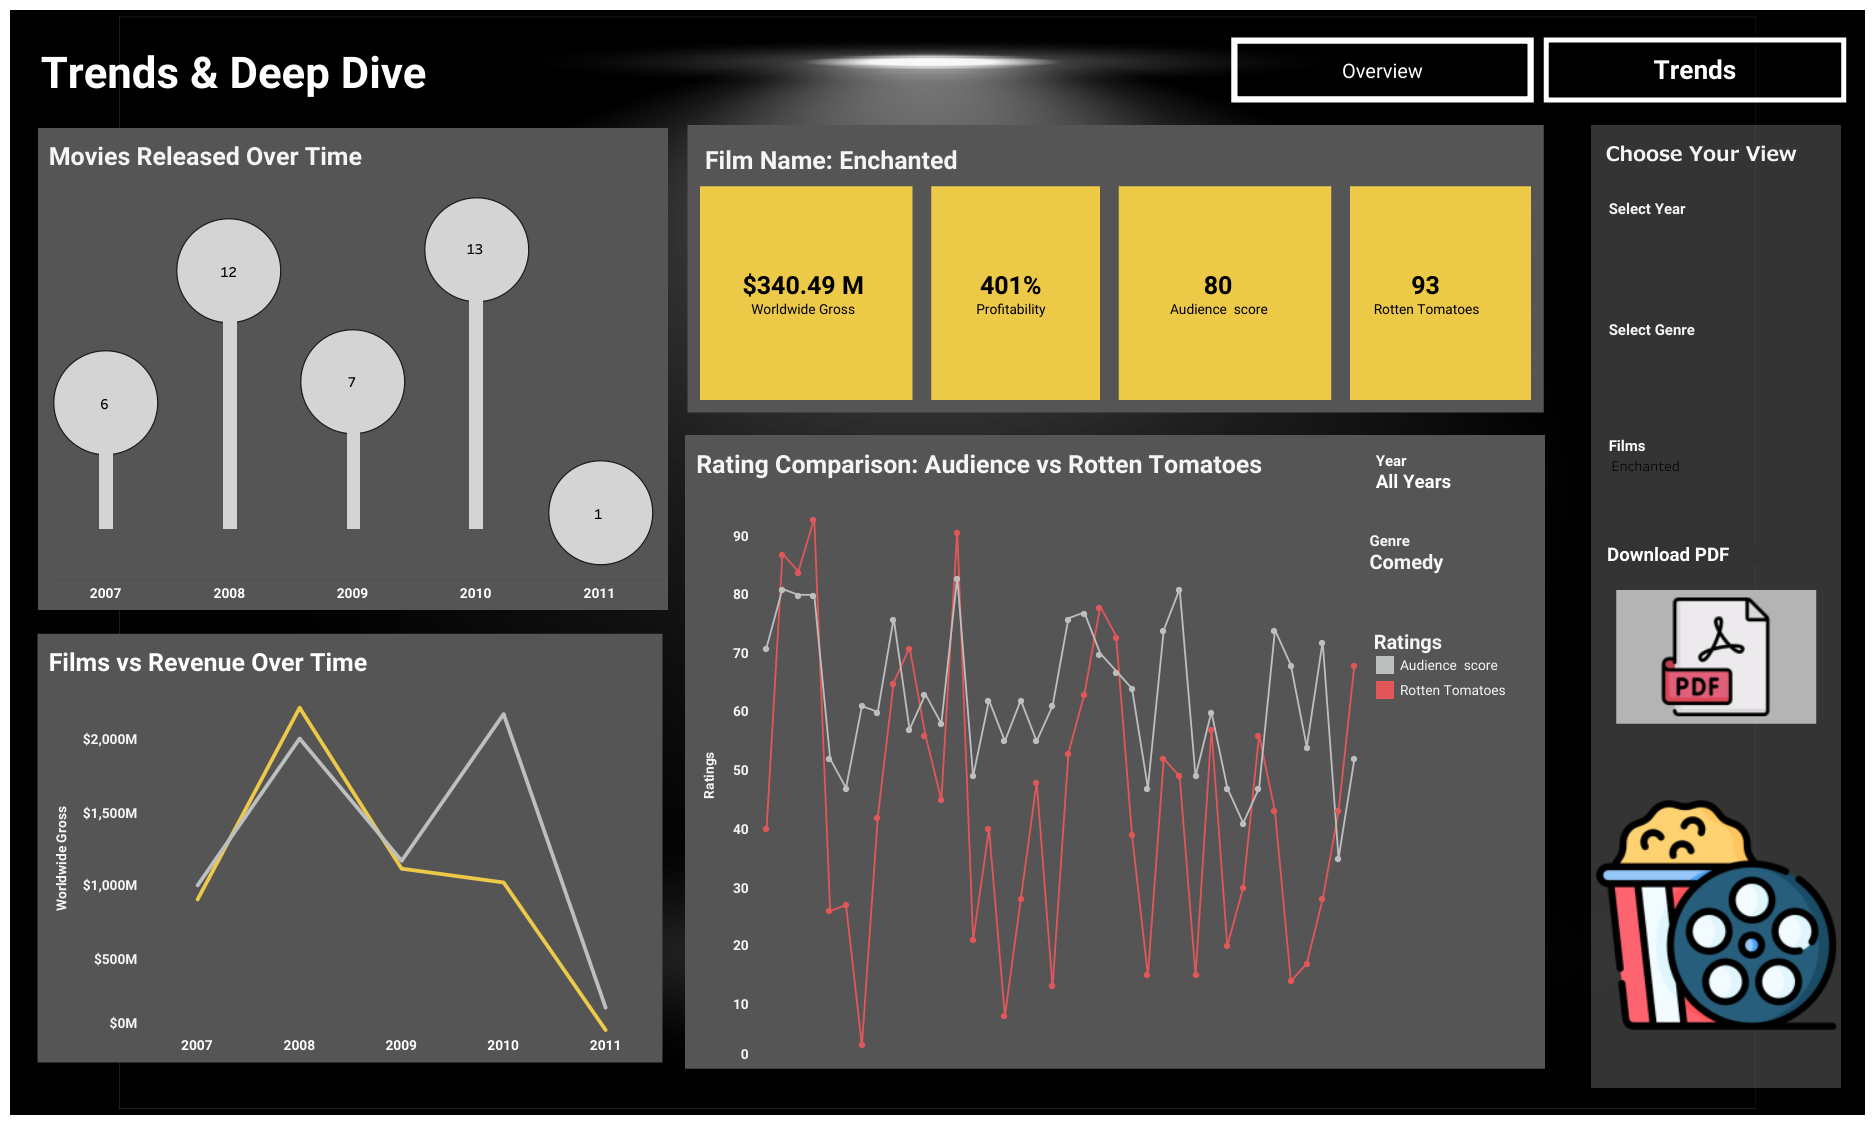 Trends & Deep Dive
Overview
Trends
Movies Released Over Time
12
13
7
6
1
2007 2008 2009 2010 2011
Film Name: Enchanted
$340.49 M
Worldwide Gross
401%
Profitability
80
Audience  score
93
Rotten Tomatoes
Films vs Revenue Over Time
Worldwide Gross
$2,000M
$1,500M
$1,000M
$500M
$0M
2007 2008 2009 2010 2011
Rating Comparison: Audience vs Rotten Tomatoes
Ratings
90
80
70
60
50
40
30
20
10
0
Year
All Years
Genre
Comedy
Ratings
Audience  score
Rotten Tomatoes
Choose Your View
Select Year
Select Genre
Films
Enchanted
Download PDF
PDF